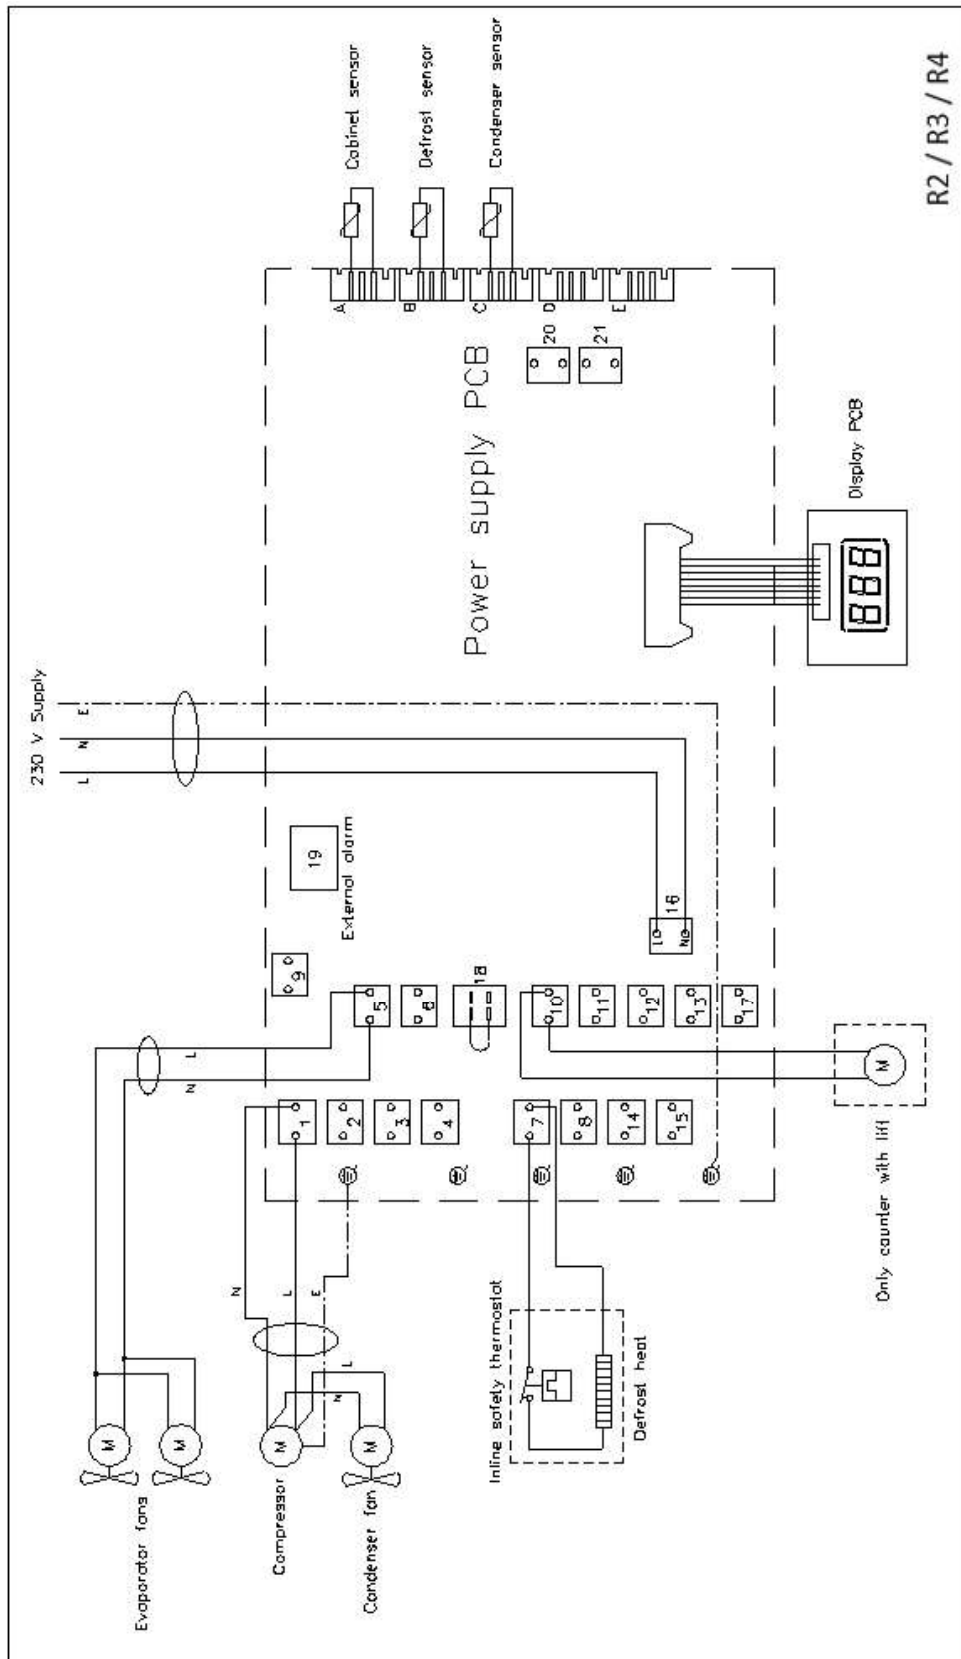 R2 / R3 / R4
Cabinet sensor
Defrost sensor
Condenser sensor
A
B
C
D
E
20
21
Power supply PCB
Display PCB
888
230 V Supply
L
N
E
19
External alarm
L
N
16
9
5
6
18
10
11
12
13
17
L
N
1
2
3
4
7
8
14
15
N
L
E
L
N
M
M
M
M
M
Evaporator fans
Compressor
Condenser fan
Inline safety thermostat
Defrost heat
Only counter with lift